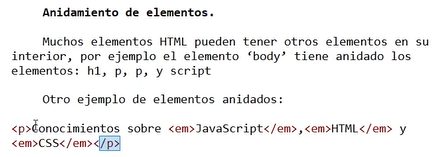 Anidamiento de elementos.
Muchos elementos HTML pueden tener otros elementos en su
interior, por ejemplo el elemento ‘body’ tiene anidado los
elementos: h1, p, p, y script
Otro ejemplo de elementos anidados:
<p>Conocimientos sobre <em>JavaScript</em>,<em>HTML</em> y
<em>CSS</em></p>